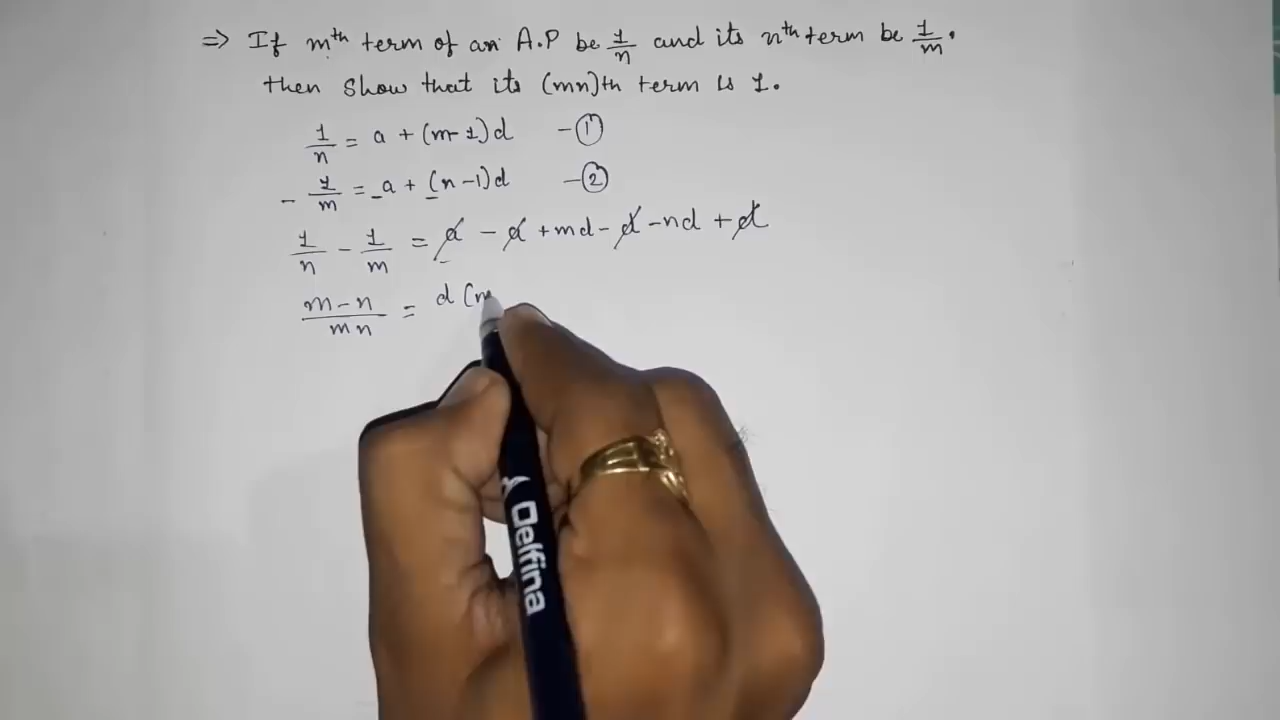 ⇒ If mth term of an A.P be 1/n and its nth term be 1/m.
then show that its (mn)th term is 1.
1/n = a + (m-1)d -①
- 1/m = -a + (n-1)d -②
1/n - 1/m = a - a + md - d - nd + d
m-n/mn = d(m
Delfina